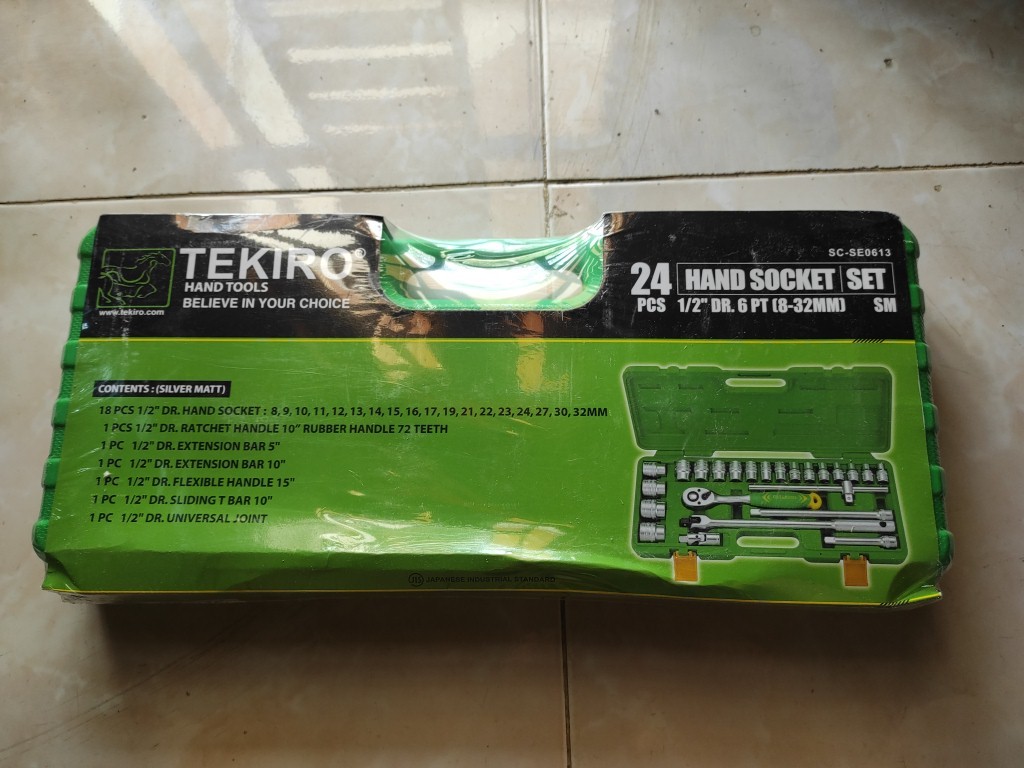 TEKIRO®
HAND TOOLS
BELIEVE IN YOUR CHOICE
www.tekiro.com
SC-SE0613
24 PCS
HAND SOCKET SET
1/2" DR. 6 PT (8-32MM) SM
CONTENTS : (SILVER MATT)
18 PCS 1/2" DR. HAND SOCKET : 8, 9, 10, 11, 12, 13, 14, 15, 16, 17, 19, 21, 22, 23, 24, 27, 30, 32MM
1 PCS 1/2" DR. RATCHET HANDLE 10" RUBBER HANDLE 72 TEETH
1 PC 1/2" DR. EXTENSION BAR 5"
1 PC 1/2" DR. EXTENSION BAR 10"
1 PC 1/2" DR. FLEXIBLE HANDLE 15"
1 PC 1/2" DR. SLIDING T BAR 10"
1 PC 1/2" DR. UNIVERSAL JOINT
JIS JAPANESE INDUSTRIAL STANDARD